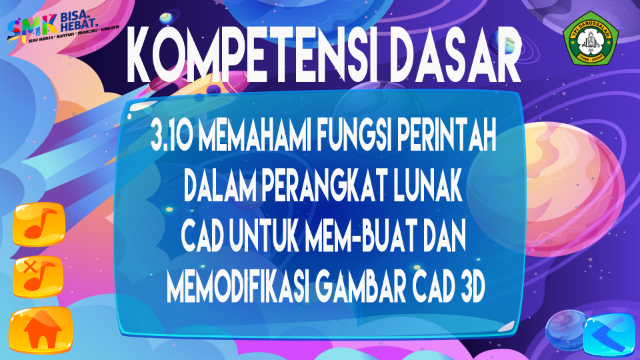 SMK BISA.
HEBAT.
KOMPETENSI DASAR
3.10 MEMAHAMI FUNGSI PERINTAH
DALAM PERANGKAT LUNAK
CAD UNTUK MEM-BUAT DAN
MEMODIFIKASI GAMBAR CAD 3D